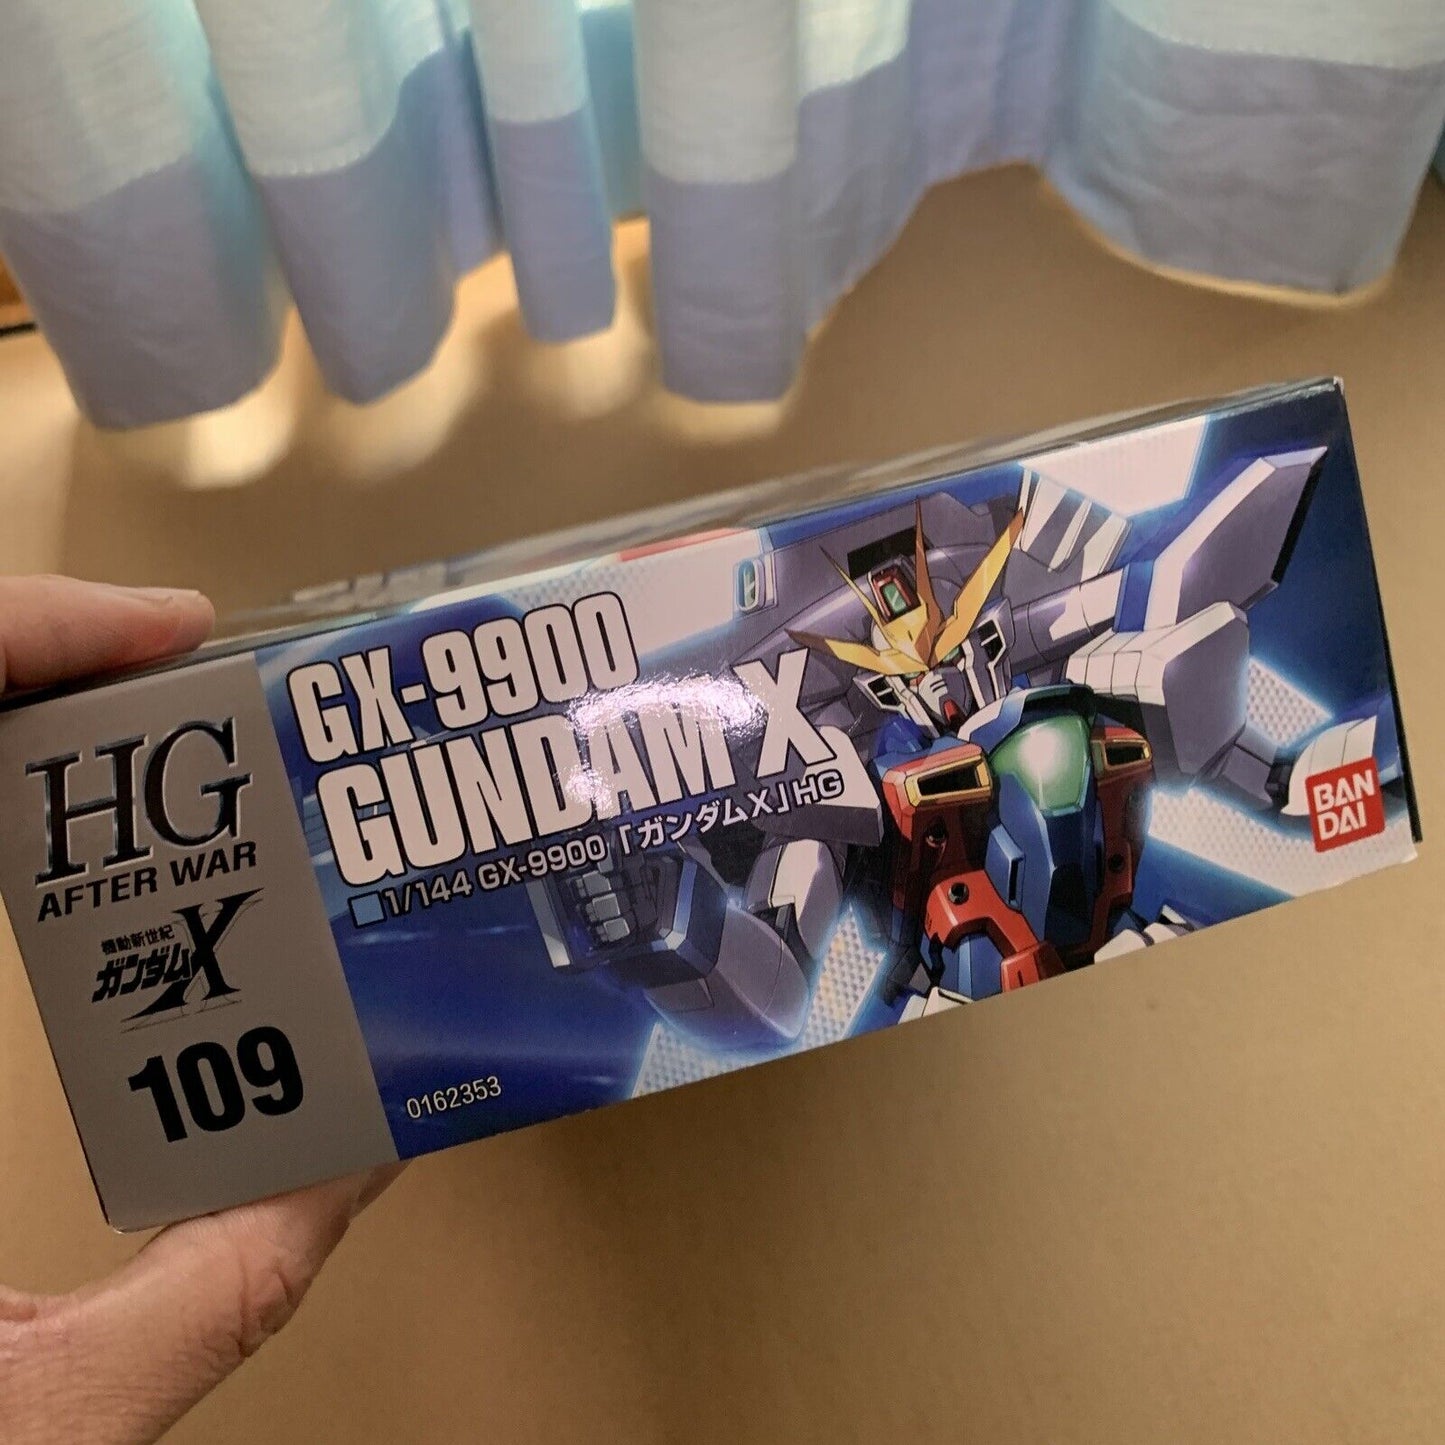 HG
AFTER WAR
機動新世紀
ガンダムX
109
GX-9900
GUNDAM X
1/144 GX-9900「ガンダムX」HG
0162353
BAN
DAI